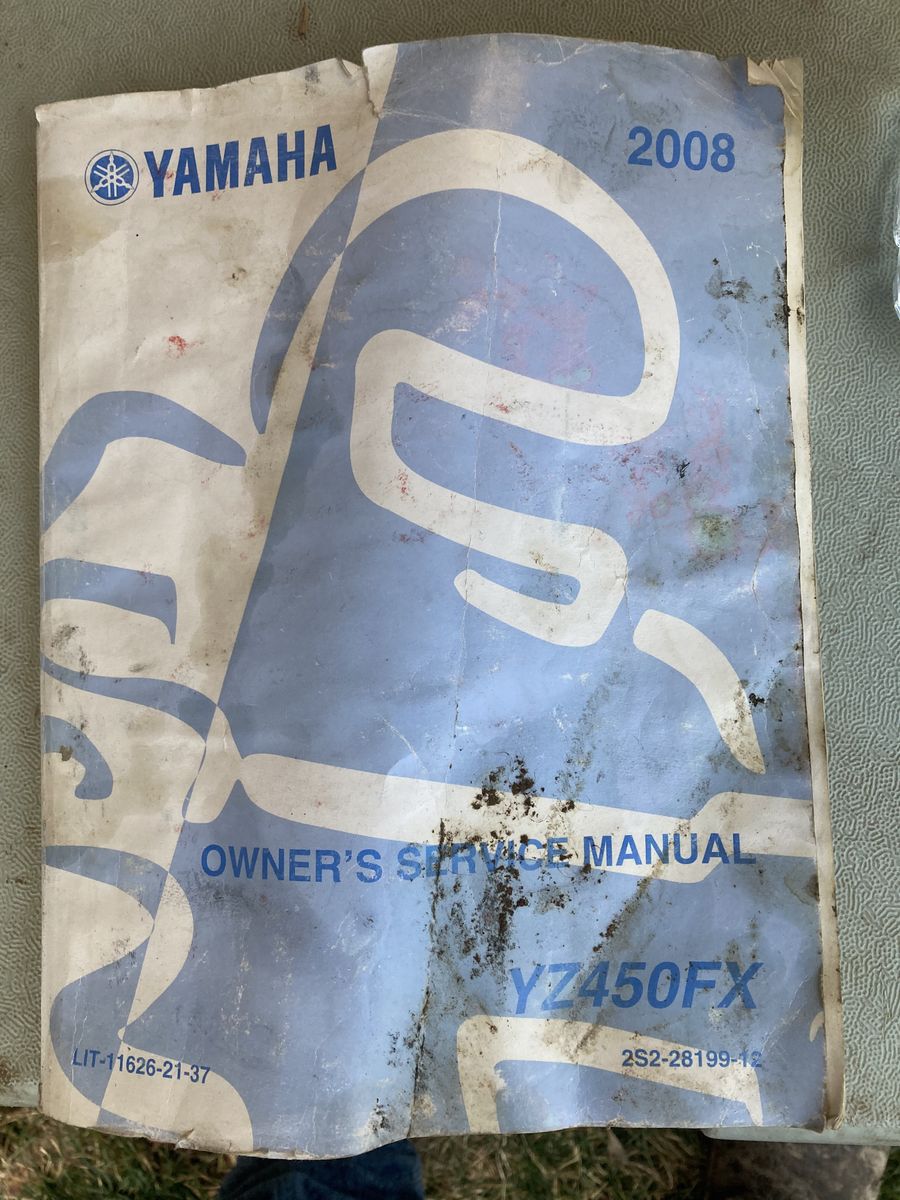 YAMAHA
2008
OWNER'S SERVICE MANUAL
YZ450FX
LIT-11626-21-37
2S2-28199-12